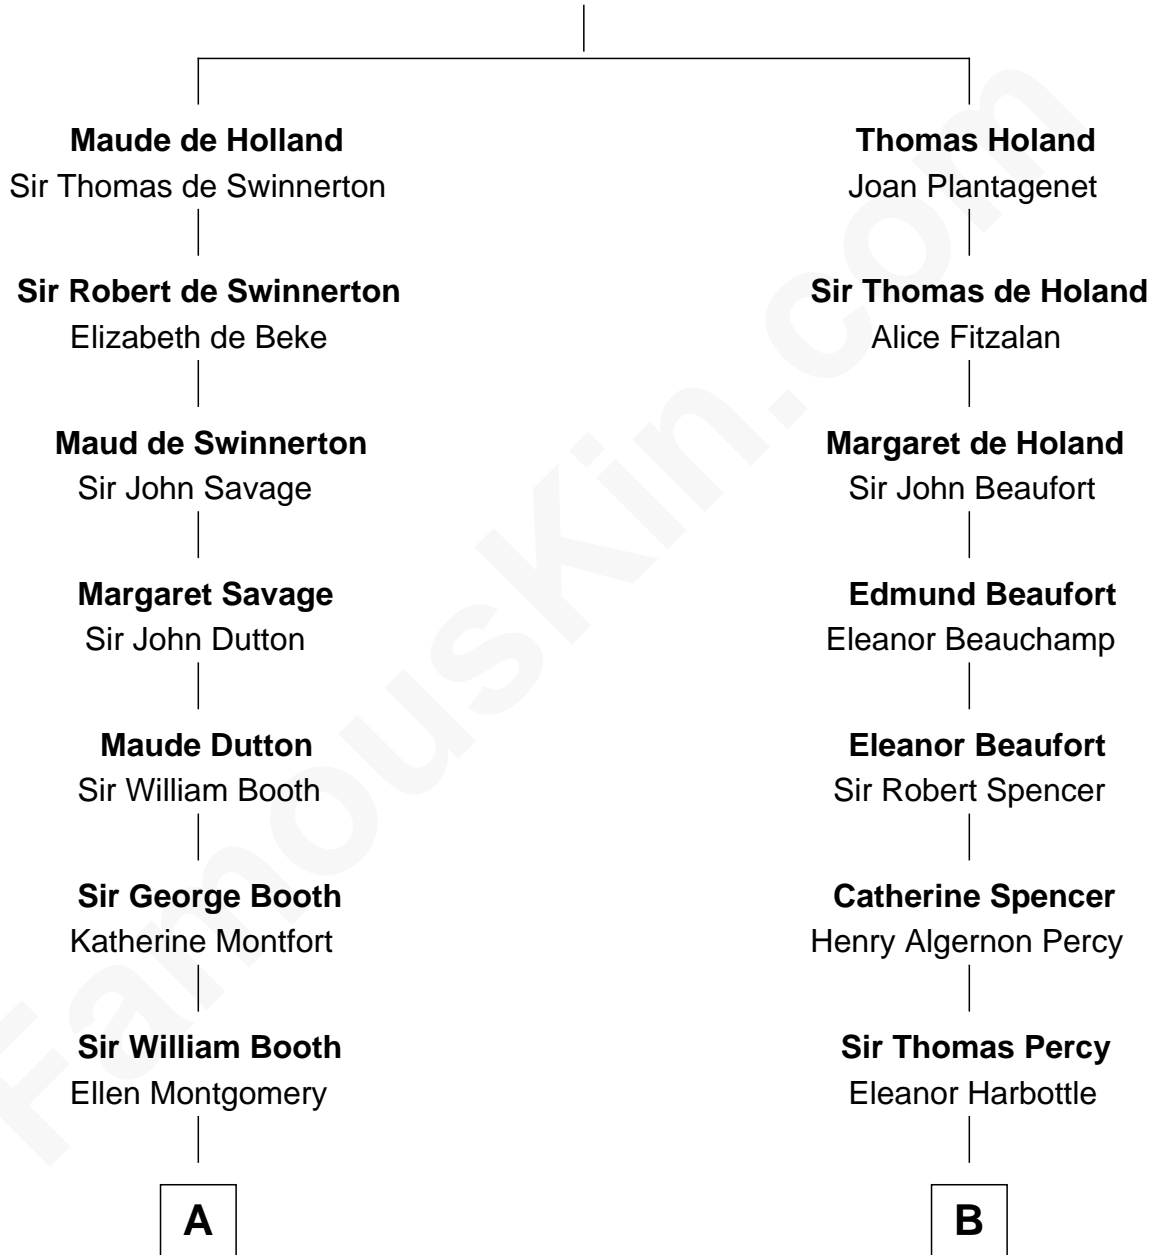 Maude de Holland
Sir Thomas de Swinnerton
Sir Robert de Swinnerton
Elizabeth de Beke
Maud de Swinnerton
Sir John Savage
Margaret Savage
Sir John Dutton
Maude Dutton
Sir William Booth
Sir George Booth
Katherine Montfort
Sir William Booth
Ellen Montgomery
A
Thomas Holand
Joan Plantagenet
Sir Thomas de Holand
Alice Fitzalan
Margaret de Holand
Sir John Beaufort
Edmund Beaufort
Eleanor Beauchamp
Eleanor Beaufort
Sir Robert Spencer
Catherine Spencer
Henry Algernon Percy
Sir Thomas Percy
Eleanor Harbottle
B
FamousKin.com